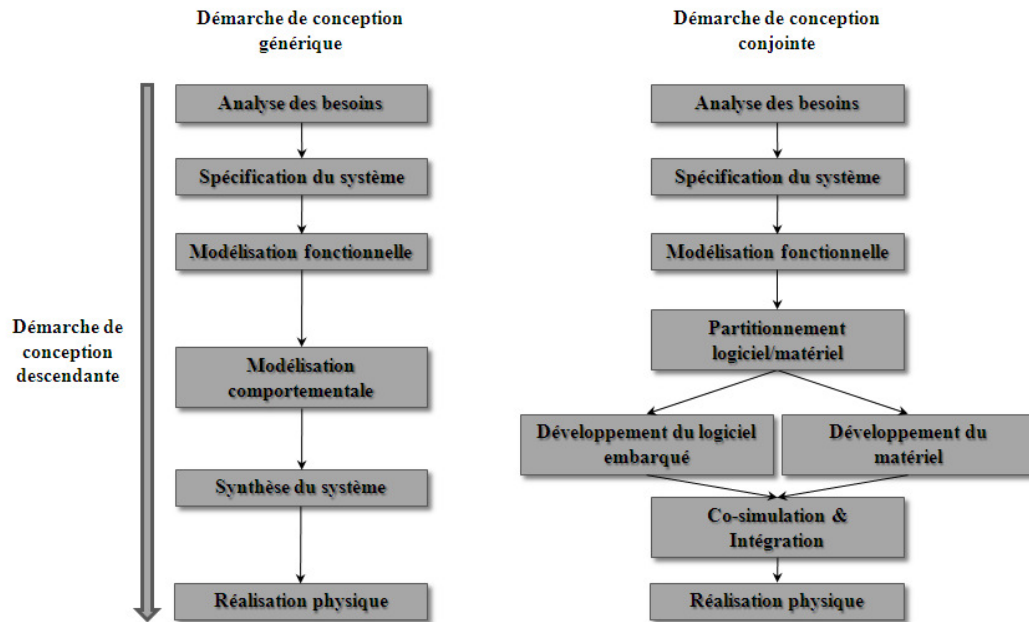 Démarche de conception
générique
Analyse des besoins
Spécification du système
Modélisation fonctionnelle
Modélisation
comportementale
Synthèse du système
Réalisation physique
Démarche de
conception
descendante
Démarche de conception
conjointe
Analyse des besoins
Spécification du système
Modélisation fonctionnelle
Partitionnement
logiciel/matériel
Développement du logiciel
embarqué
Développement du
matériel
Co-simulation &
Intégration
Réalisation physique